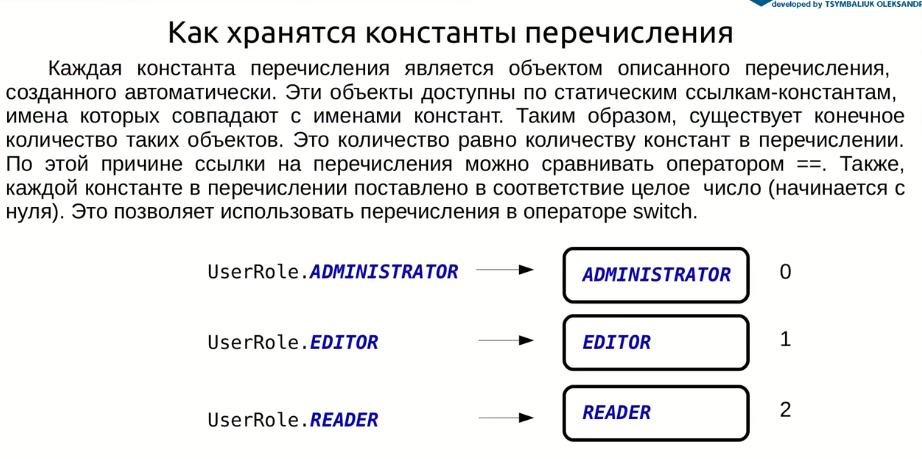 developed by TSYMBALIUK OLEKSANDR
Как хранятся константы перечисления
Каждая константа перечисления является объектом описанного перечисления,
созданного автоматически. Эти объекты доступны по статическим ссылкам-константам,
имена которых совпадают с именами констант. Таким образом, существует конечное
количество таких объектов. Это количество равно количеству констант в перечислении.
По этой причине ссылки на перечисления можно сравнивать оператором ==. Также,
каждой константе в перечислении поставлено в соответствие целое число (начинается с
нуля). Это позволяет использовать перечисления в операторе switch.
UserRole.ADMINISTRATOR ADMINISTRATOR 0
UserRole.EDITOR EDITOR 1
UserRole.READER READER 2